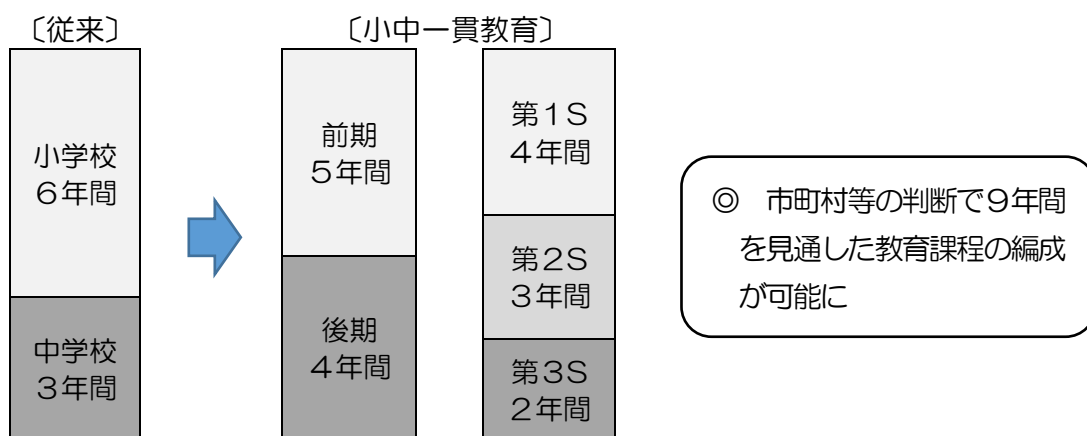 〔従来〕
小学校
６年間
中学校
３年間
〔小中一貫教育〕
前期
５年間
後期
４年間
第１Ｓ
４年間
第２Ｓ
３年間
第３Ｓ
２年間
◎　市町村等の判断で９年間
を見通した教育課程の編成
が可能に